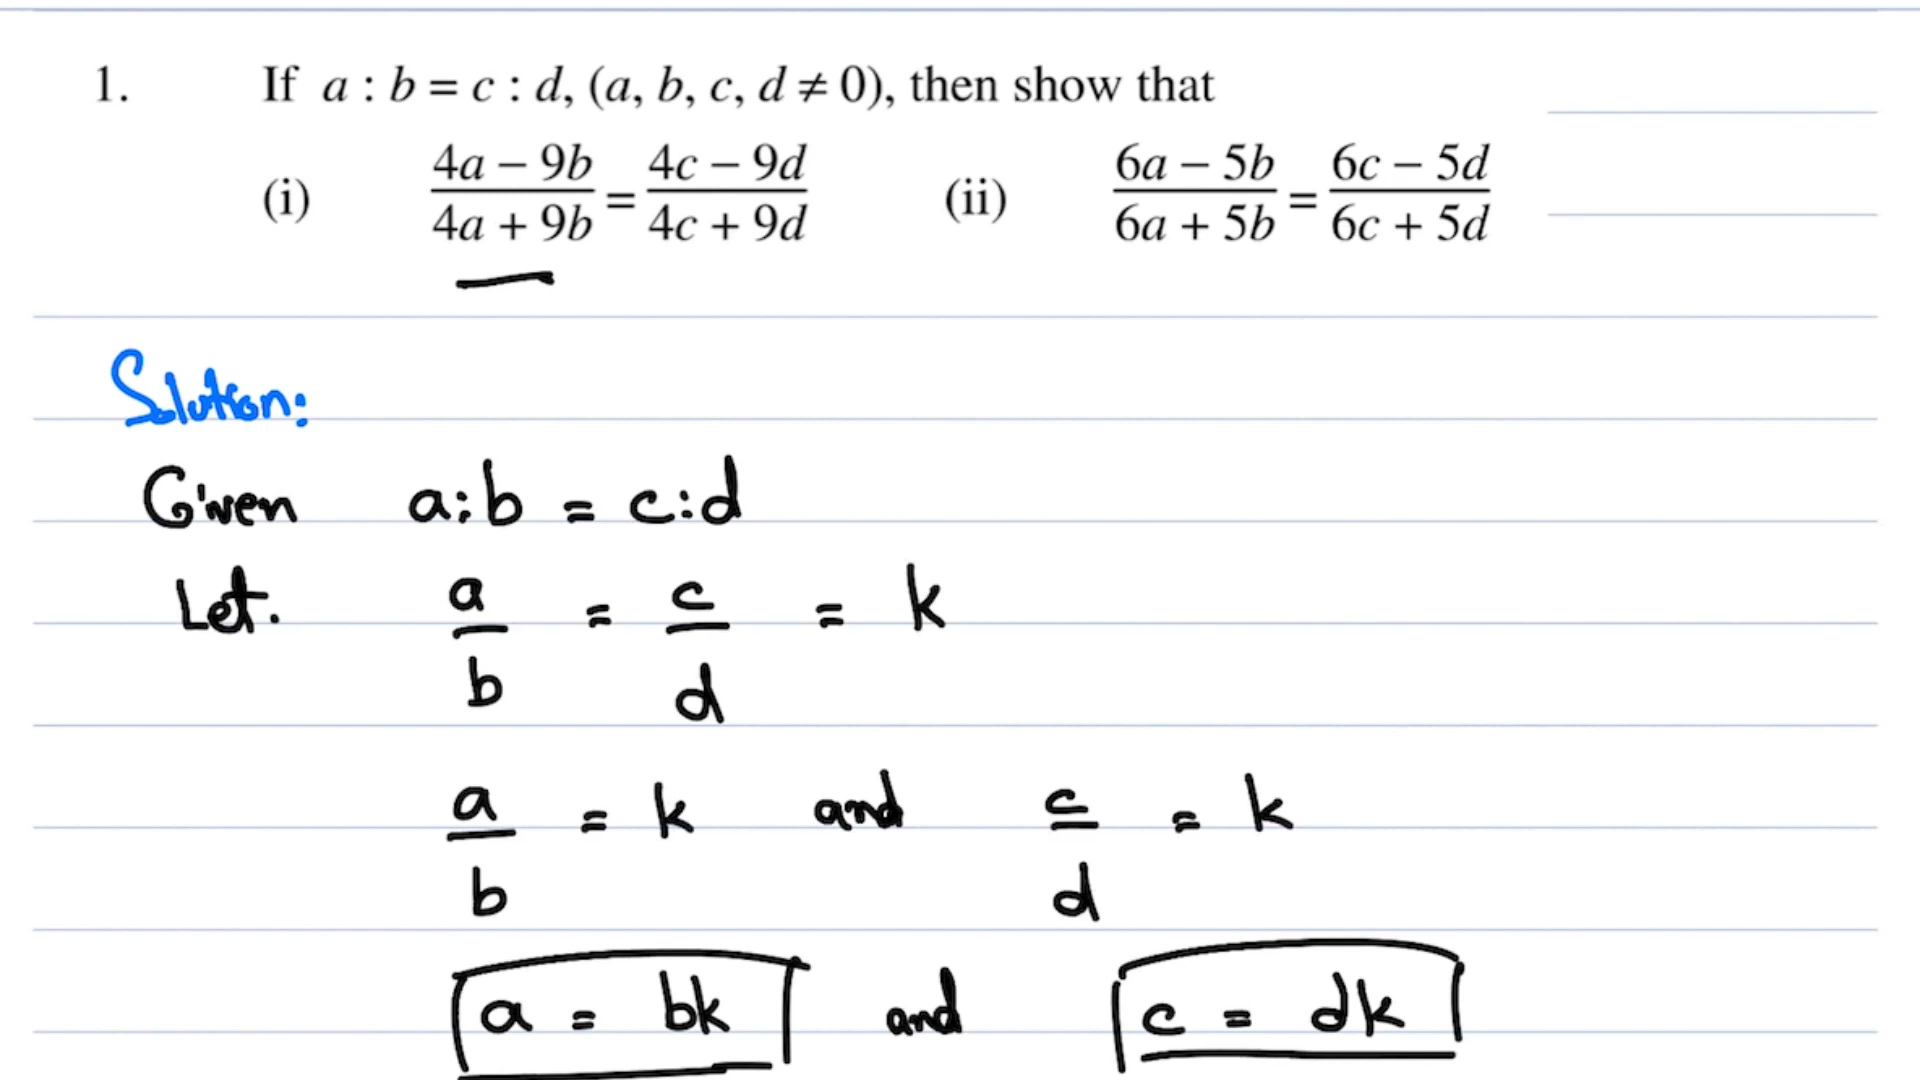 1. If a : b = c : d, (a, b, c, d ≠ 0), then show that
(i) (4a − 9b)/(4a + 9b) = (4c − 9d)/(4c + 9d) (ii) (6a − 5b)/(6a + 5b) = (6c − 5d)/(6c + 5d)
Solution:
Given a:b = c:d
Let. a/b = c/d = k
a/b = k and c/d = k
a = bk and c = dk